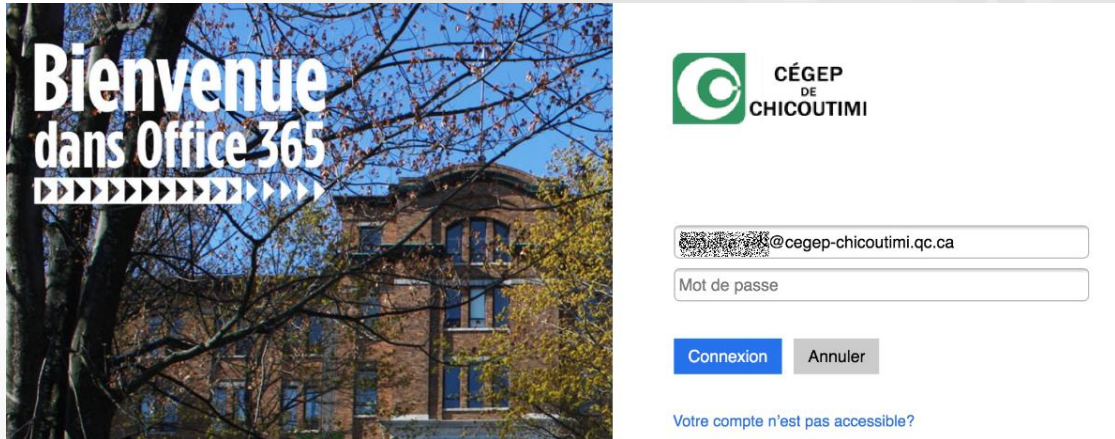 Bienvenue
dans Office 365
CÉGEP
DE
CHICOUTIMI
@cegep-chicoutimi.qc.ca
Mot de passe
Connexion
Annuler
Votre compte n'est pas accessible?